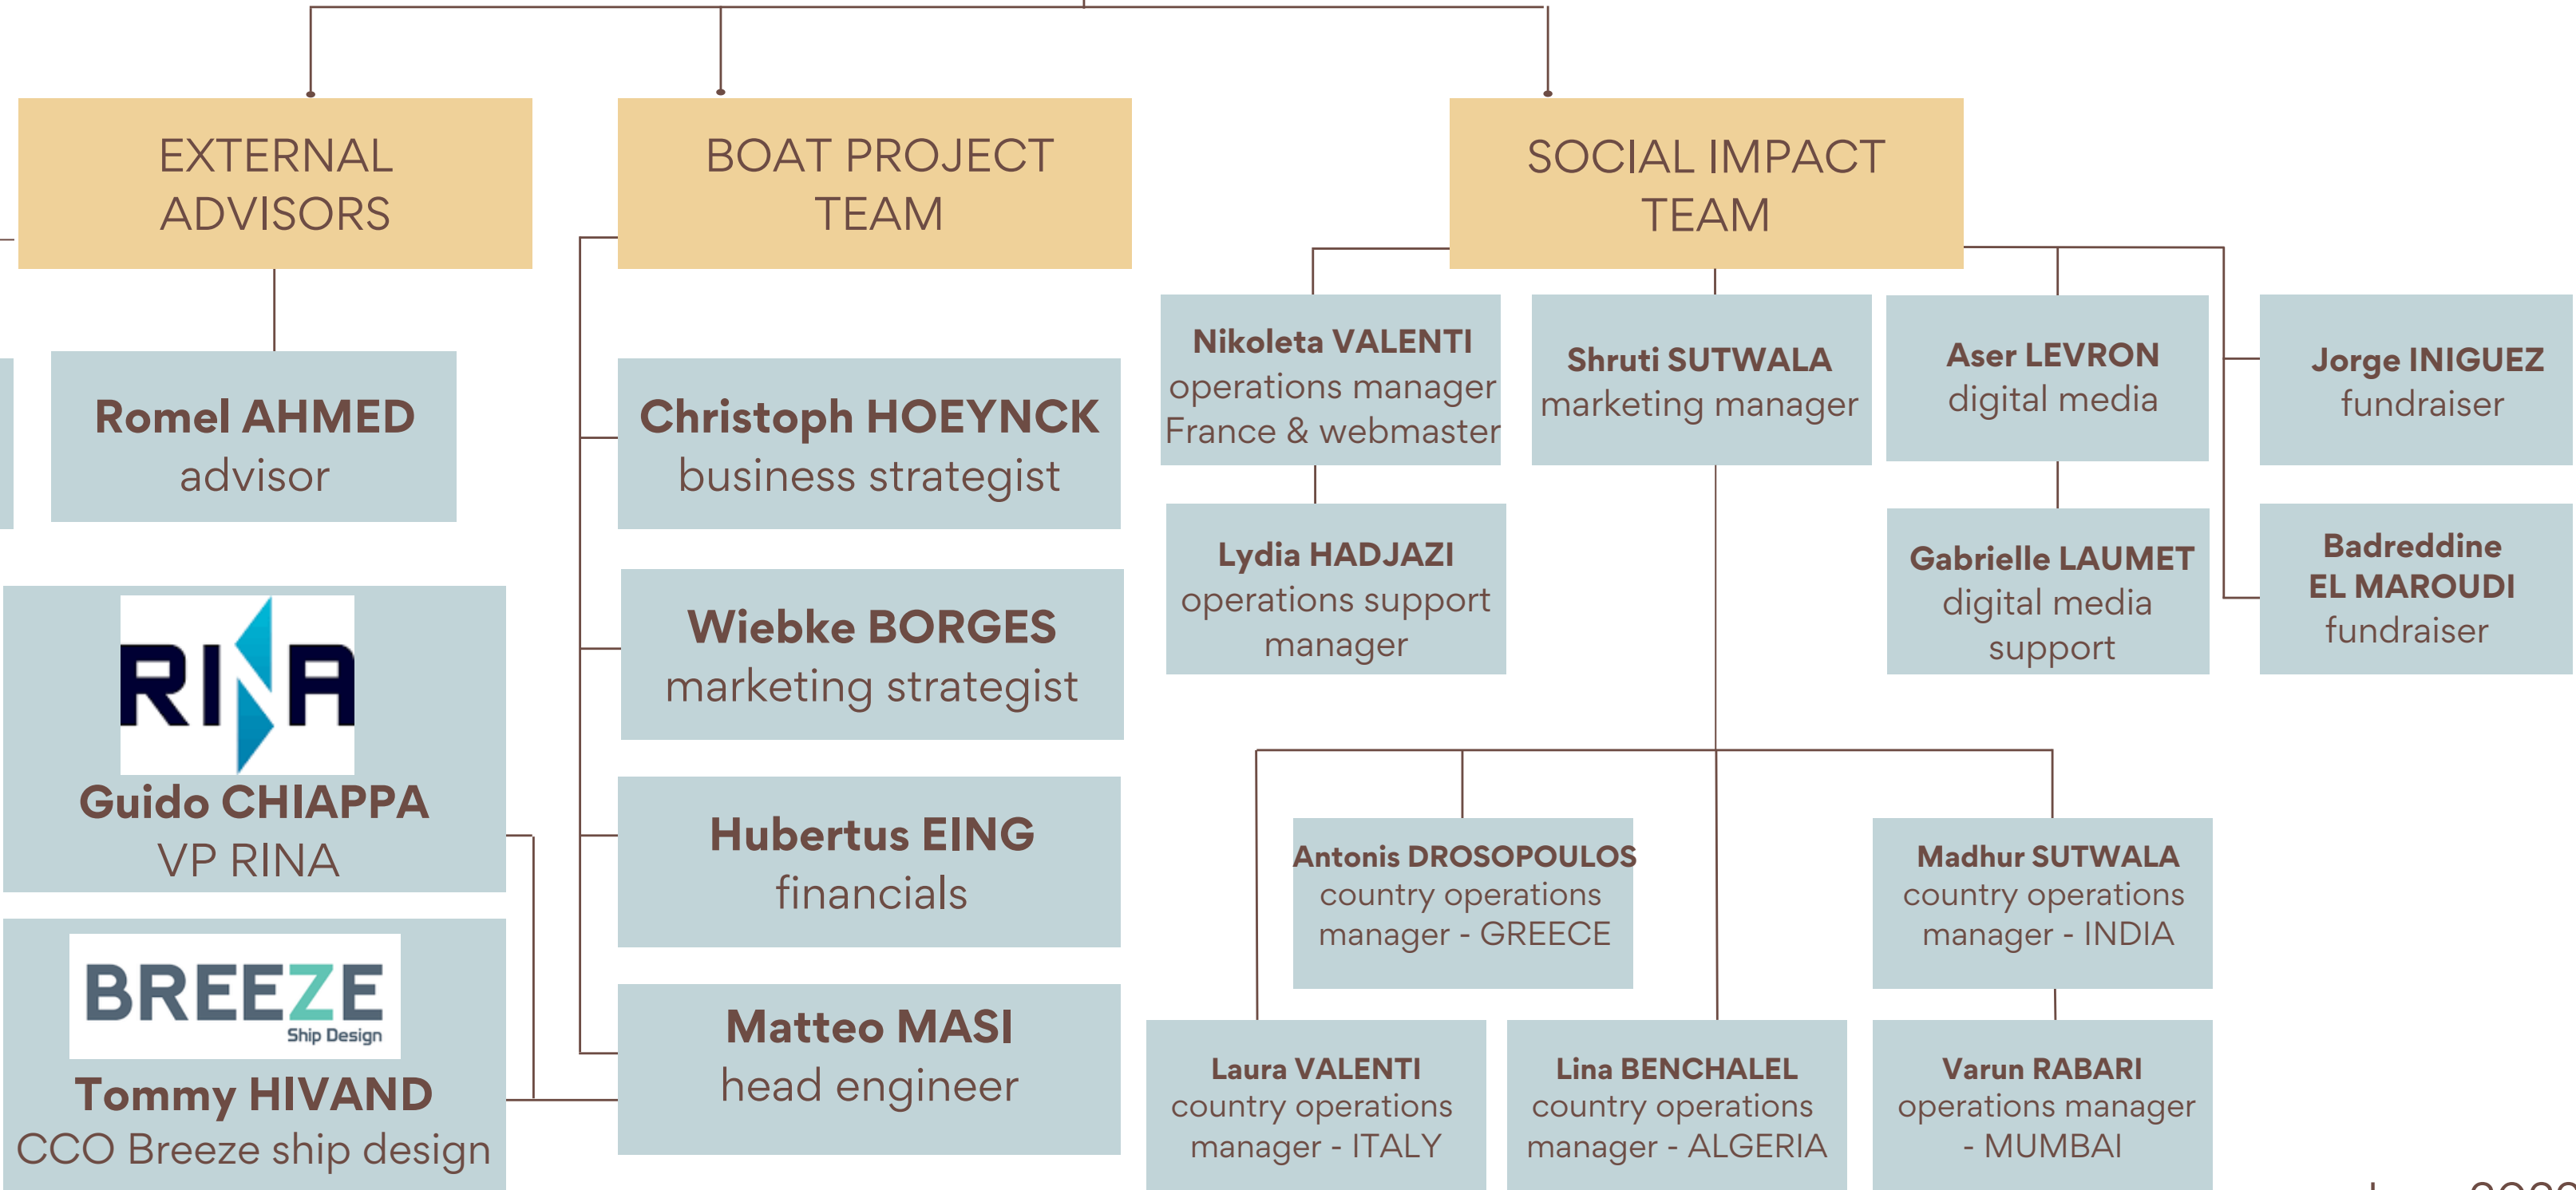 EXTERNAL
ADVISORS
Romel AHMED
advisor
RINA
Guido CHIAPPA
VP RINA
BREEZE
Ship Design
Tommy HIVAND
CCO Breeze ship design
BOAT PROJECT
TEAM
Christoph HOEYNCK
business strategist
Wiebke BORGES
marketing strategist
Hubertus EING
financials
Matteo MASI
head engineer
SOCIAL IMPACT
TEAM
Nikoleta VALENTI
operations manager
France & webmaster
Lydia HADJAZI
operations support
manager
Shruti SUTWALA
marketing manager
Aser LEVRON
digital media
Gabrielle LAUMET
digital media
support
Jorge INIGUEZ
fundraiser
Badreddine
EL MAROUDI
fundraiser
Antonis DROSOPOULOS
country operations
manager - GREECE
Madhur SUTWALA
country operations
manager - INDIA
Laura VALENTI
country operations
manager - ITALY
Lina BENCHALEL
country operations
manager - ALGERIA
Varun RABARI
operations manager
- MUMBAI